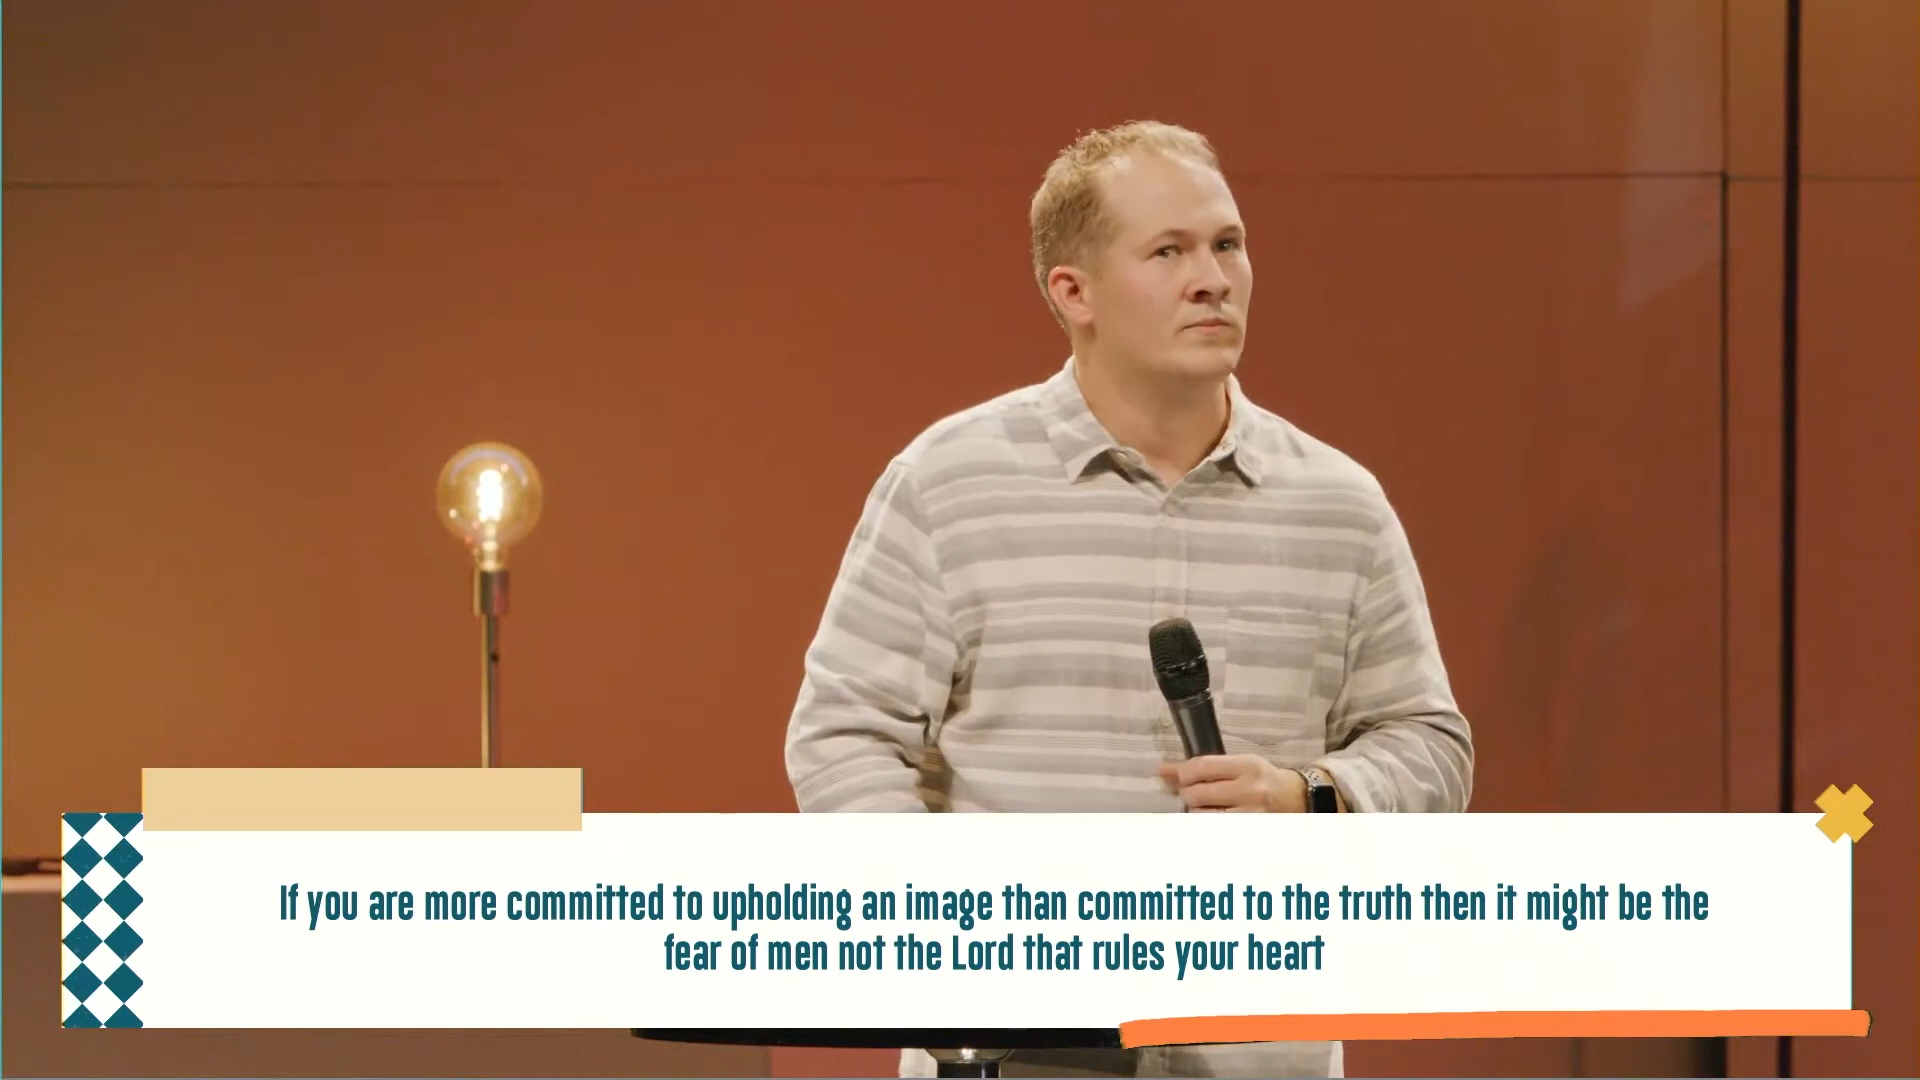 If you are more committed to upholding an image than committed to the truth then it might be the
fear of men not the Lord that rules your heart